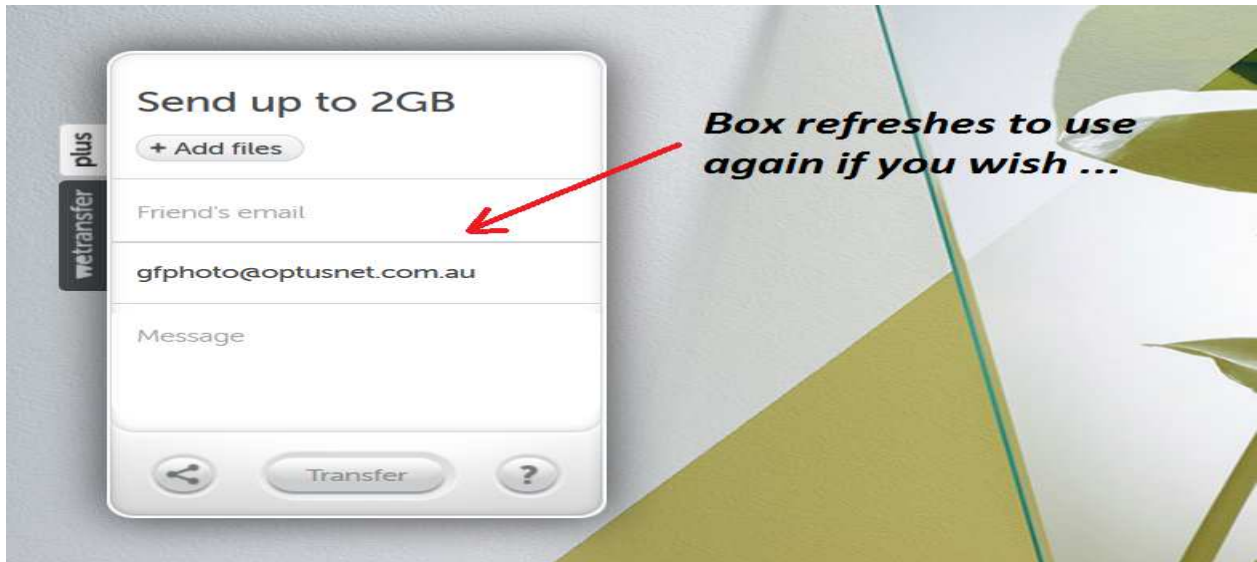 Send up to 2GB
+ Add files
Friend's email
gfphoto@optusnet.com.au
Message
Transfer
?
plus
wetransfer
Box refreshes to use
again if you wish ...